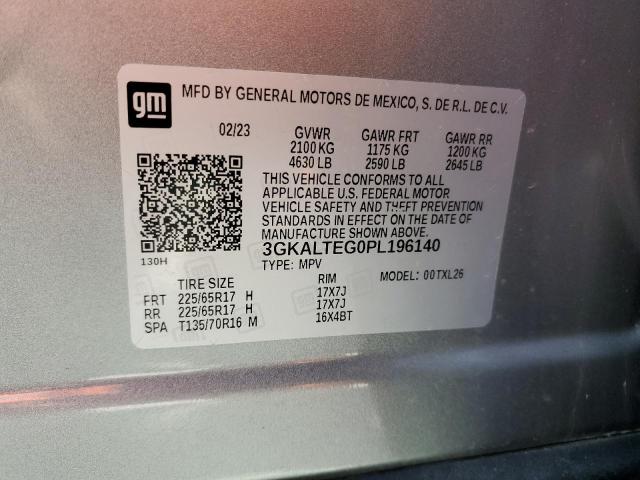 gm
MFD BY GENERAL MOTORS DE MEXICO, S. DE R.L. DE C.V.
02/23 GVWR GAWR FRT GAWR RR
2100 KG 1175 KG 1200 KG
4630 LB 2590 LB 2645 LB
THIS VEHICLE CONFORMS TO ALL
APPLICABLE U.S. FEDERAL MOTOR
VEHICLE SAFETY AND THEFT PREVENTION
STANDARDS IN EFFECT ON THE DATE OF
MANUFACTURE SHOWN ABOVE.
130H
3GKALTEG0PL196140
TYPE: MPV MODEL: 00TXL26
TIRE SIZE RIM
FRT 225/65R17 H 17X7J
RR 225/65R17 H 17X7J
SPA T135/70R16 M 16X4BT